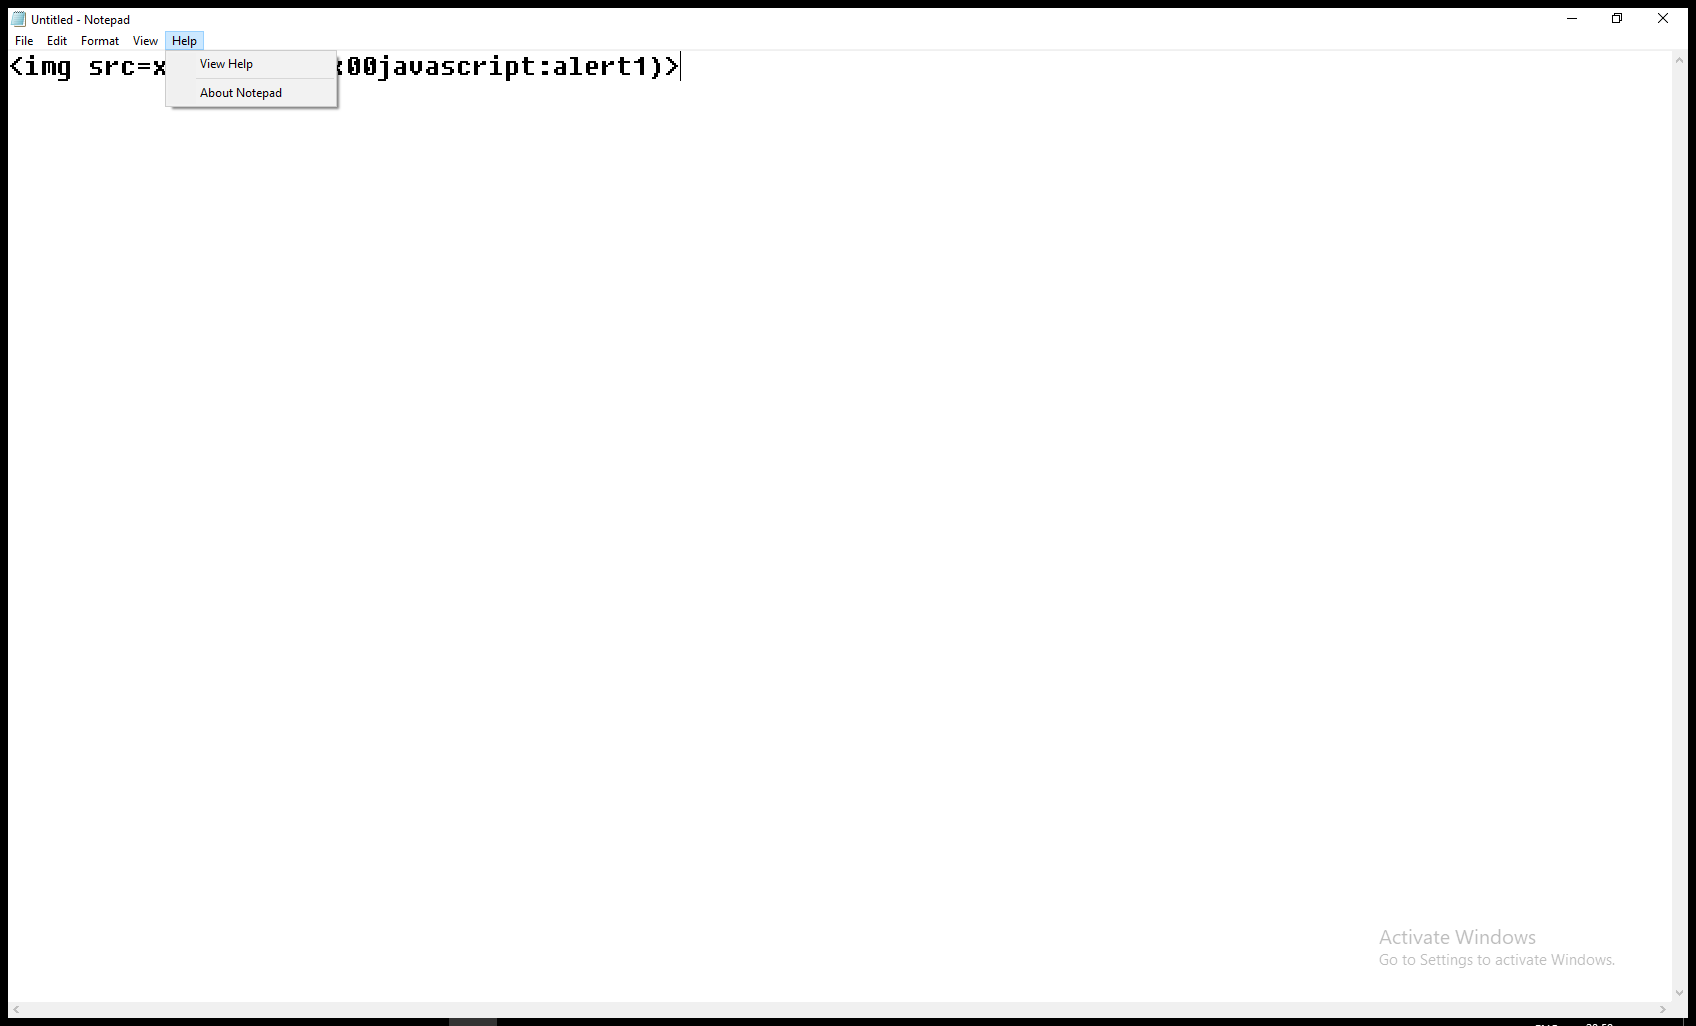 Untitled - Notepad
File Edit Format View Help
<img src=x :00javascript:alert1)>
View Help
About Notepad
Activate Windows
Go to Settings to activate Windows.